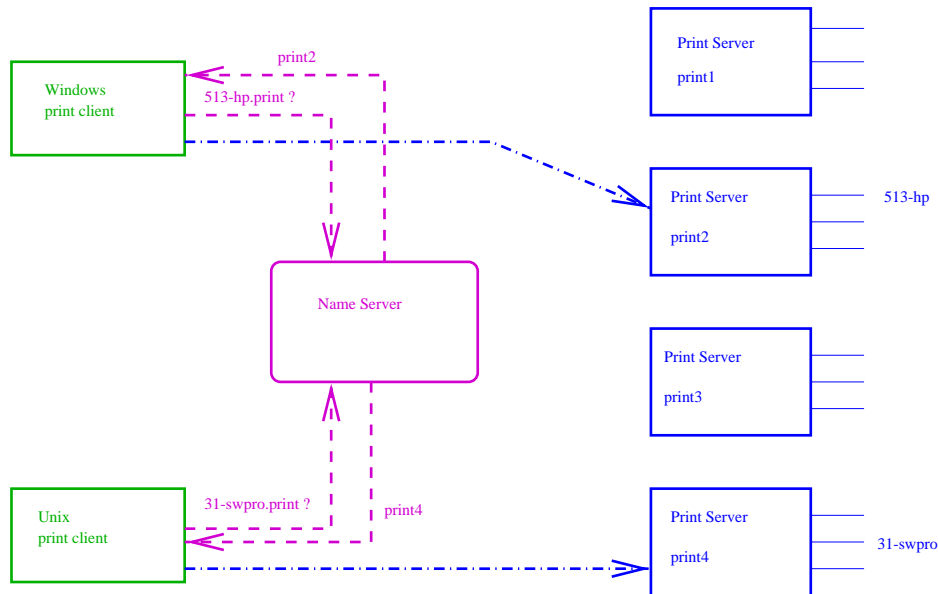 Print Server
print1
print2
Windows
print client
513-hp.print ?
Print Server
print2
513-hp
Name Server
Print Server
print3
31-swpro.print ?
print4
Unix
print client
Print Server
print4
31-swpro